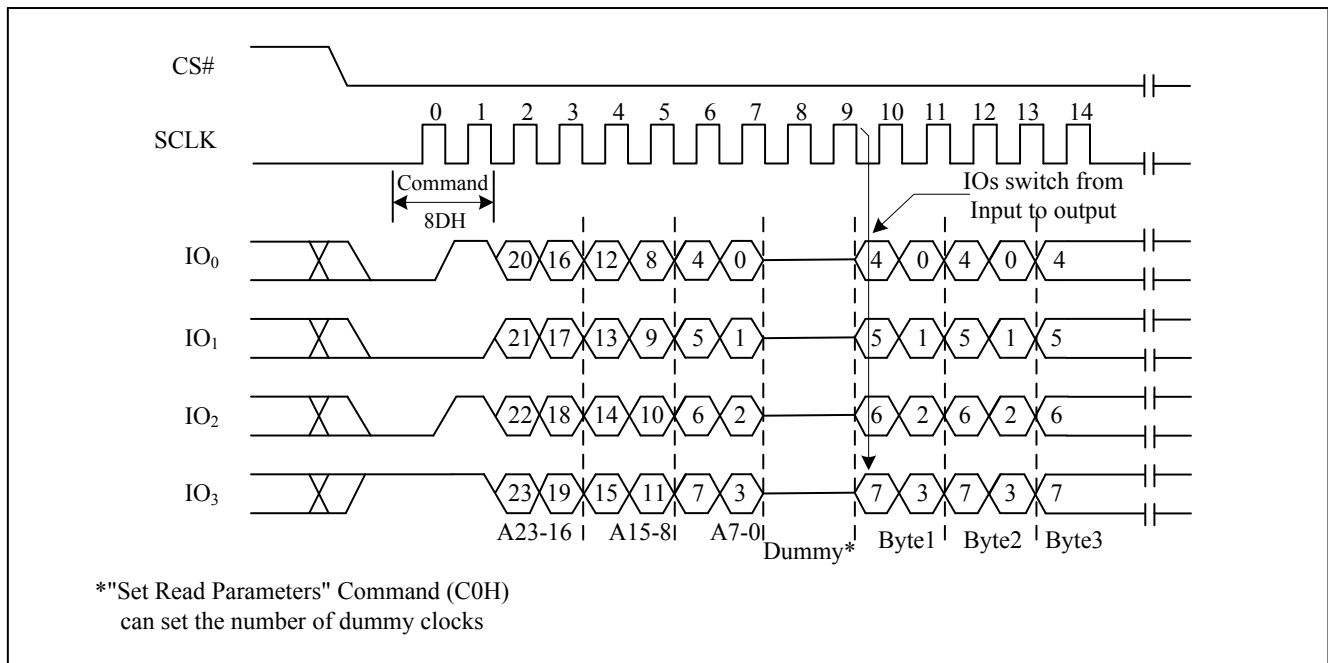 CS#
0 1 2 3 4 5 6 7 8 9 10 11 12 13 14
SCLK
Command
8DH
IOs switch from
Input to output
IO₀ 20 16 12 8 4 0 4 0 4 0 4
IO₁ 21 17 13 9 5 1 5 1 5 1 5
IO₂ 22 18 14 10 6 2 6 2 6 2 6
IO₃ 23 19 15 11 7 3 7 3 7 3 7
A23-16 A15-8 A7-0 Dummy* Byte1 Byte2 Byte3
*"Set Read Parameters" Command (C0H)
can set the number of dummy clocks